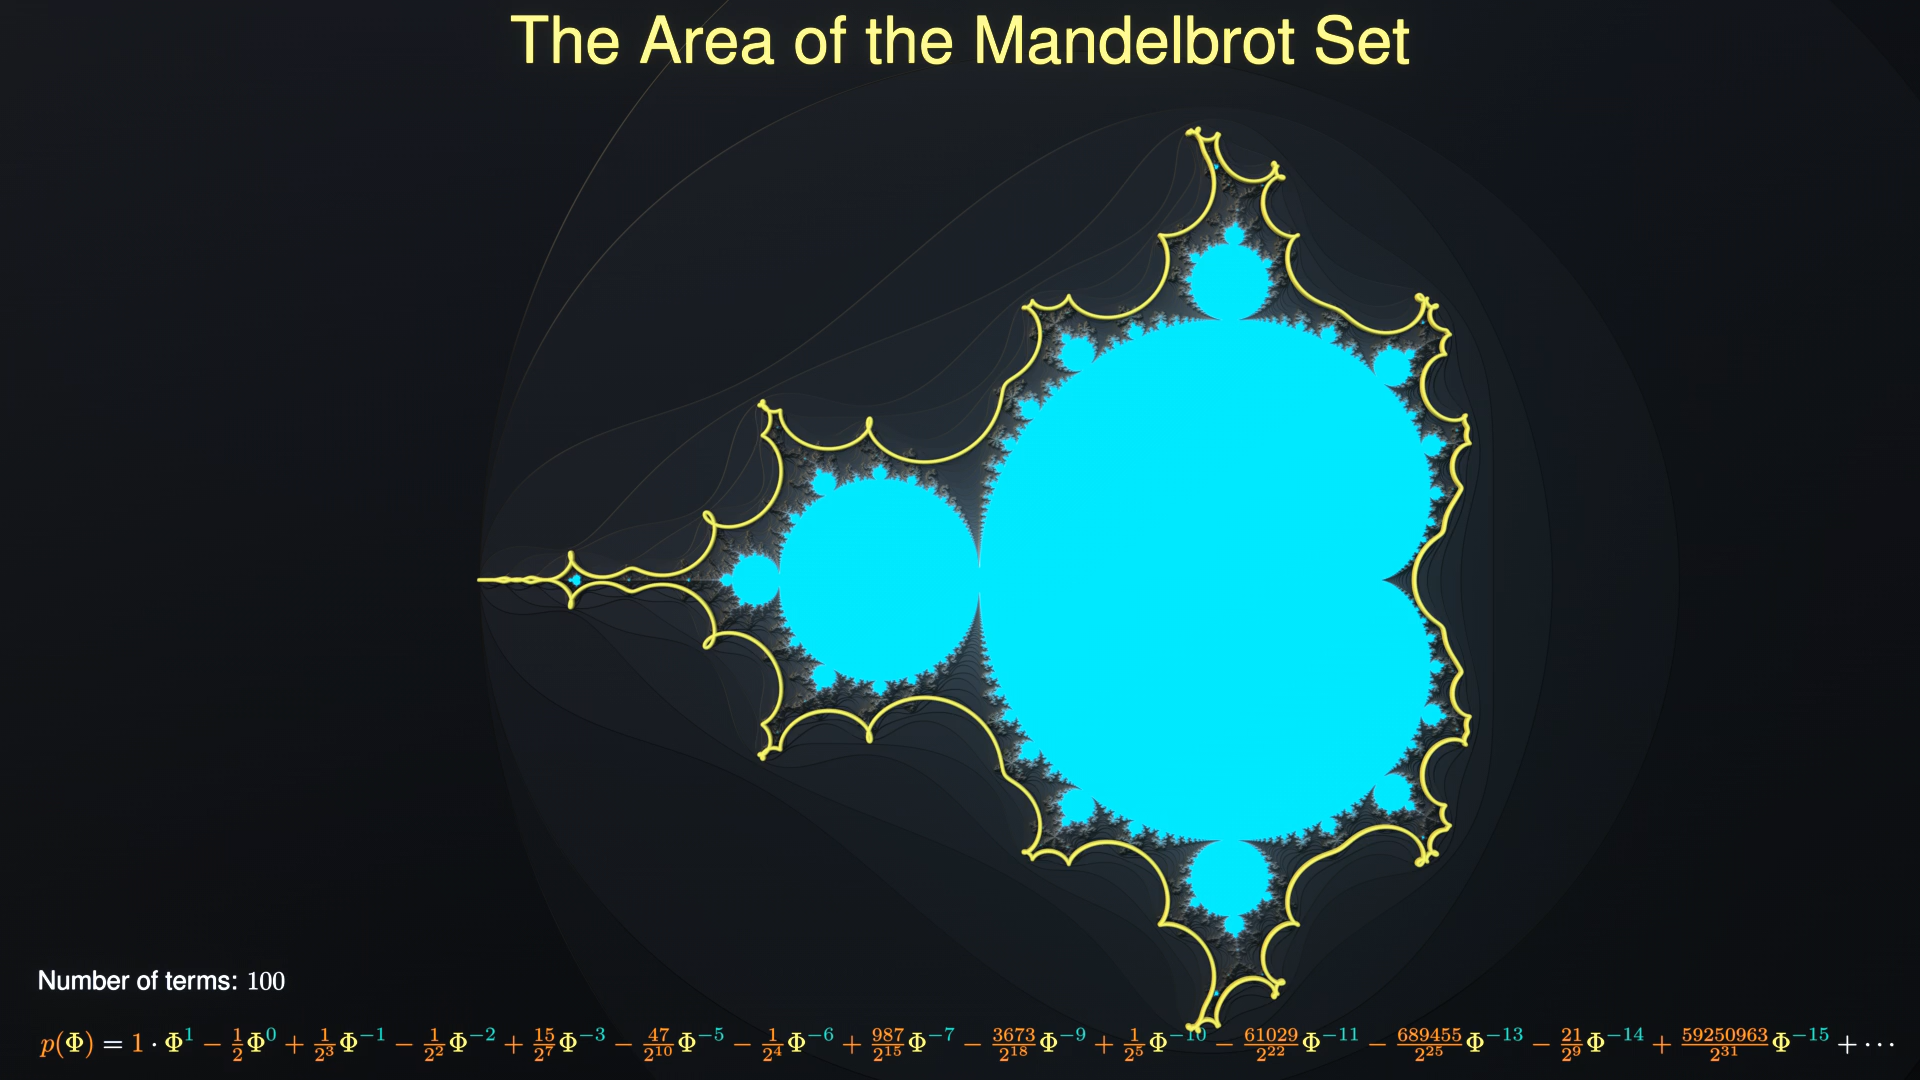 The Area of the Mandelbrot Set
Number of terms: 100
p(Φ) = 1 · Φ^1 − 1/2 Φ^0 + 1/2^3 Φ^−1 − 1/2^2 Φ^−2 + 15/2^7 Φ^−3 − 47/2^10 Φ^−5 − 1/2^4 Φ^−6 + 987/2^15 Φ^−7 − 3673/2^18 Φ^−9 + 1/2^5 Φ^−10 − 61029/2^22 Φ^−11 − 689455/2^25 Φ^−13 − 21/2^9 Φ^−14 + 59250963/2^31 Φ^−15 + ···